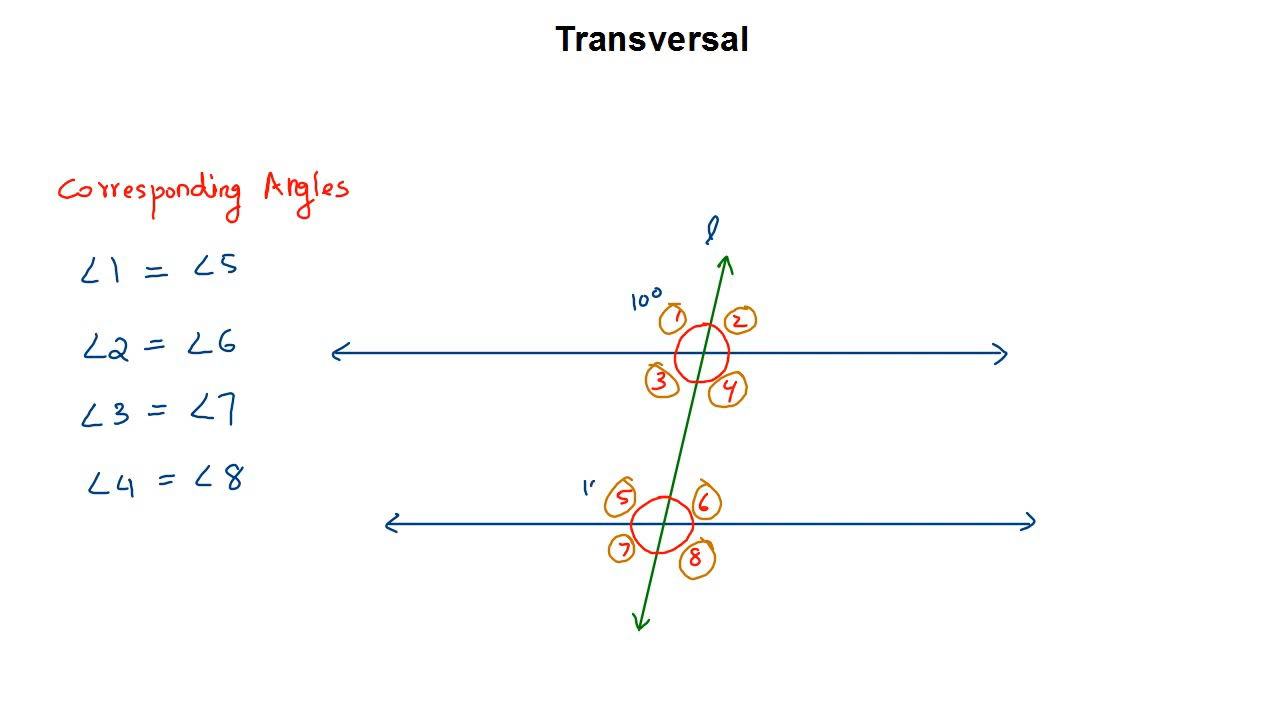 Transversal
Corresponding Angles
∠1 = ∠5
∠2 = ∠6
∠3 = ∠7
∠4 = ∠8
l
10°
1
2
3
4
5
6
7
8